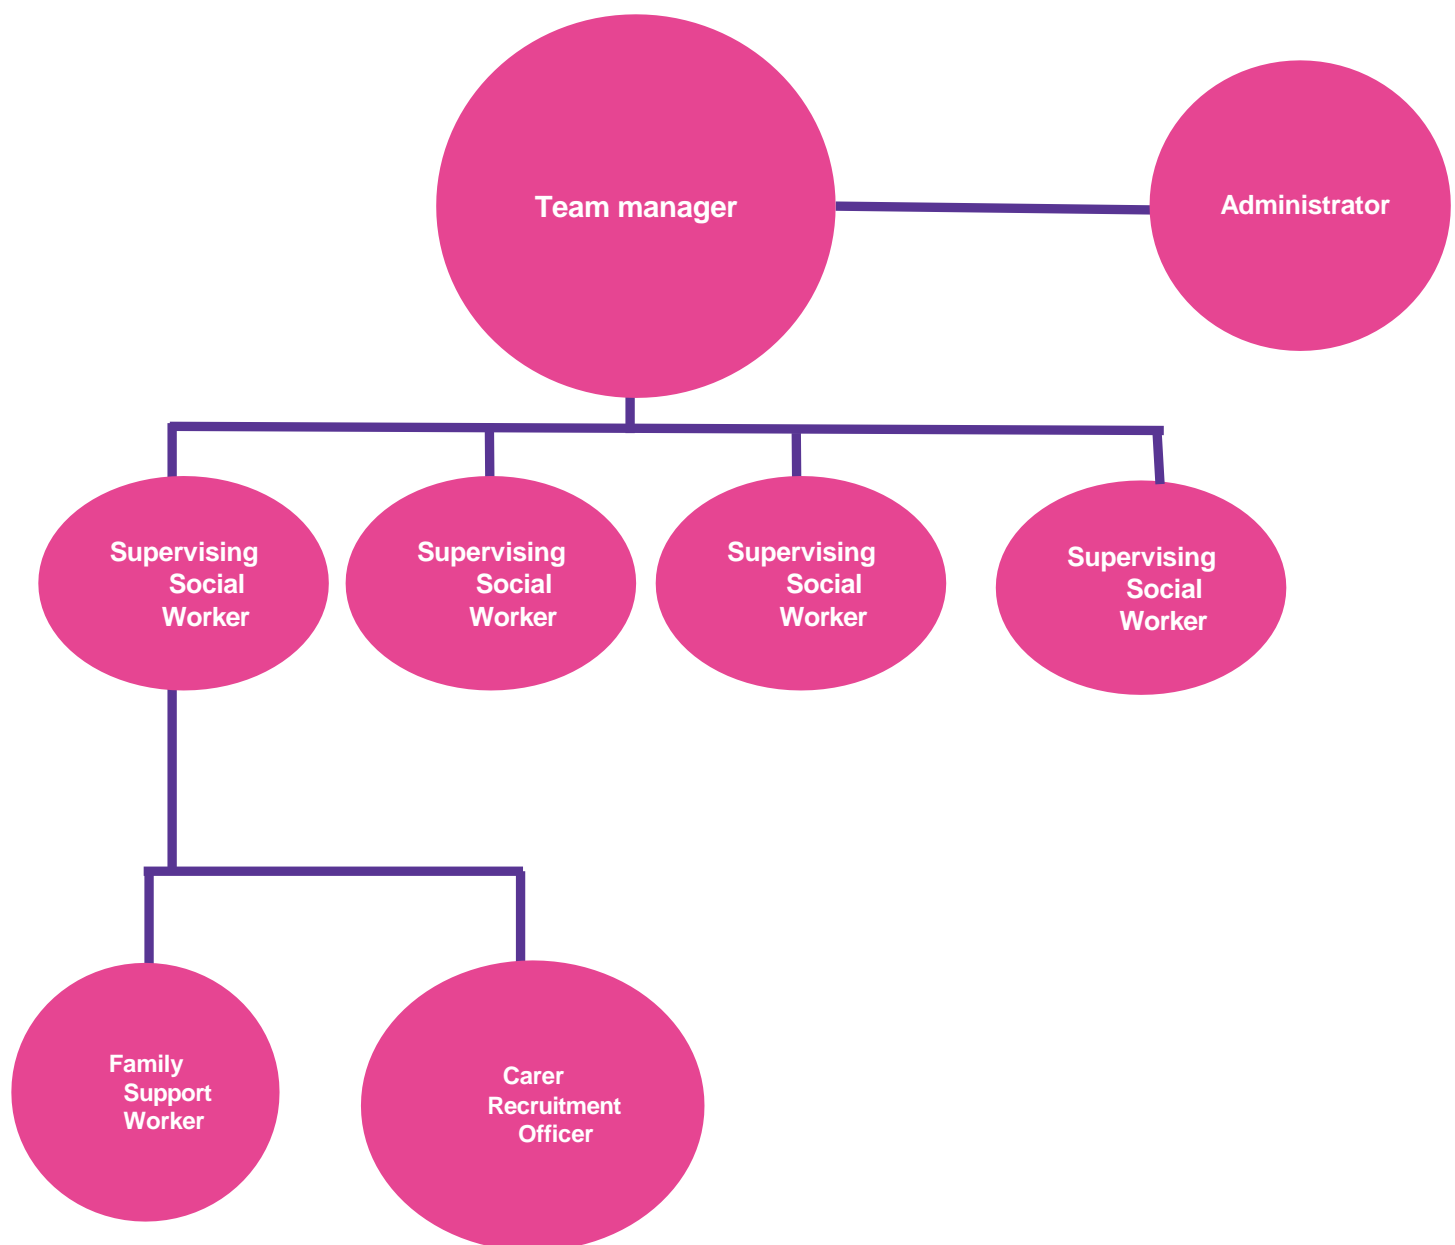 Team manager
Administrator
Supervising
Social
Worker
Supervising
Social
Worker
Supervising
Social
Worker
Supervising
Social
Worker
Family
Support
Worker
Carer
Recruitment
Officer